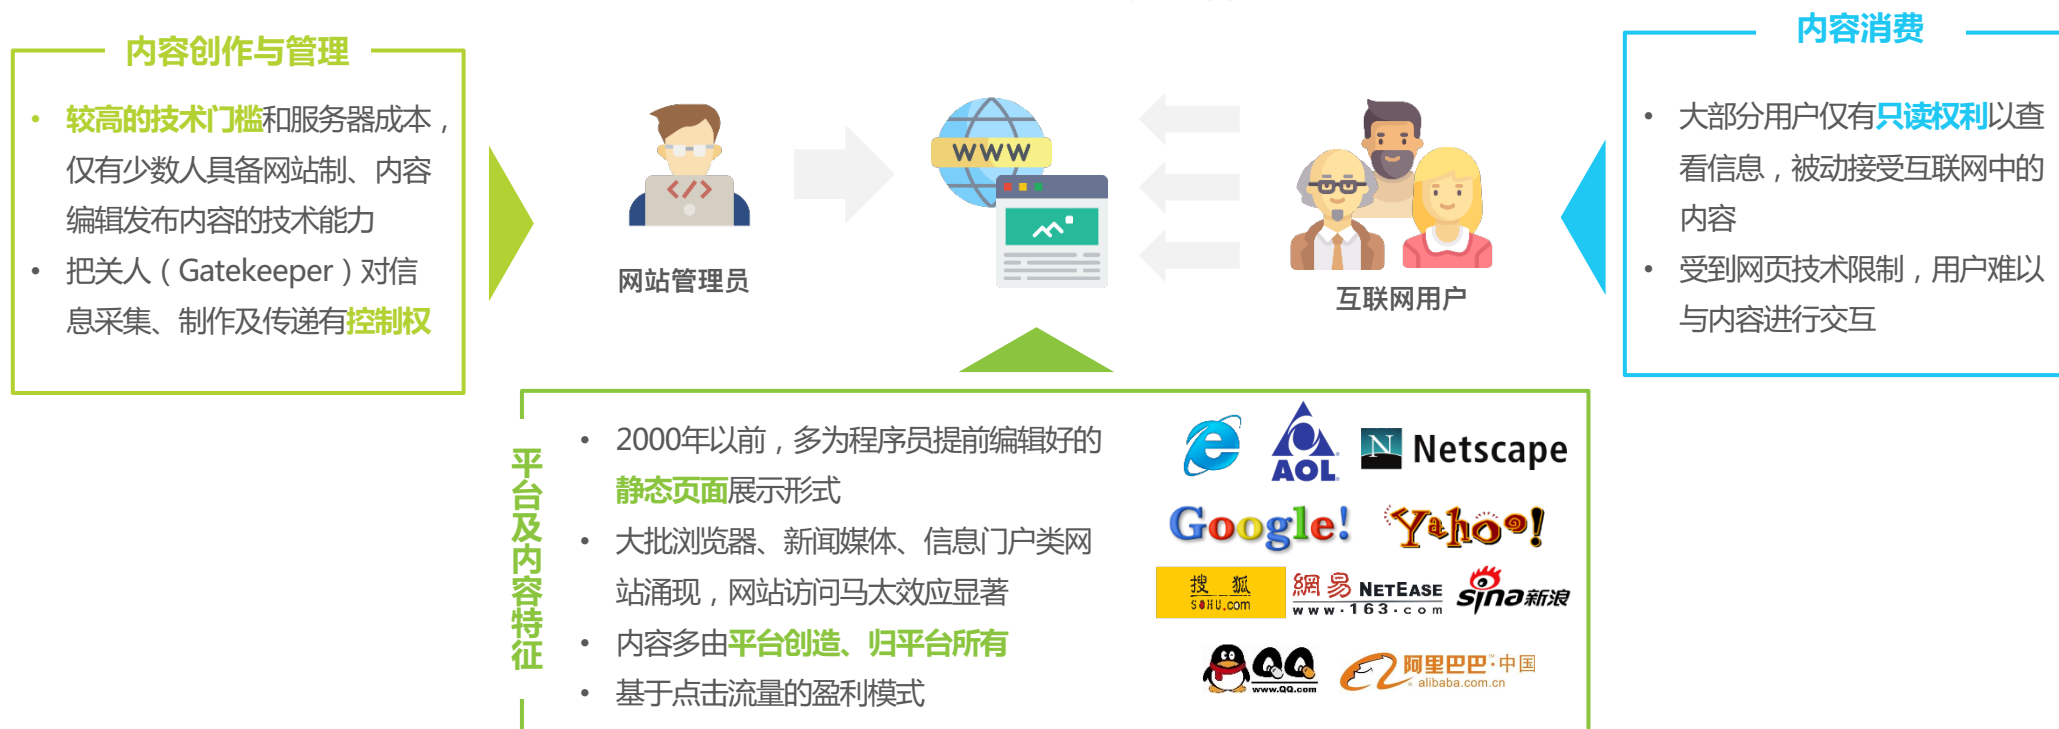 内容创作与管理
• 较高的技术门槛和服务器成本，
仅有少数人具备网站制、内容
编辑发布内容的技术能力
• 把关人（Gatekeeper）对信
息采集、制作及传递有控制权
网站管理员
WWW
</>
互联网用户
内容消费
• 大部分用户仅有只读权利以查
看信息，被动接受互联网中的
内容
• 受到网页技术限制，用户难以
与内容进行交互
平台及内容特征
• 2000年以前，多为程序员提前编辑好的
静态页面展示形式
• 大批浏览器、新闻媒体、信息门户类网
站涌现，网站访问马太效应显著
• 内容多由平台创造、归平台所有
• 基于点击流量的盈利模式
e
AOL
N Netscape
Google!
Yahoo!
搜狐
SOHU.com
網易 NETEASE
www.163.com
sina新浪
QQ
www.QQ.com
阿里巴巴·中国
alibaba.com.cn